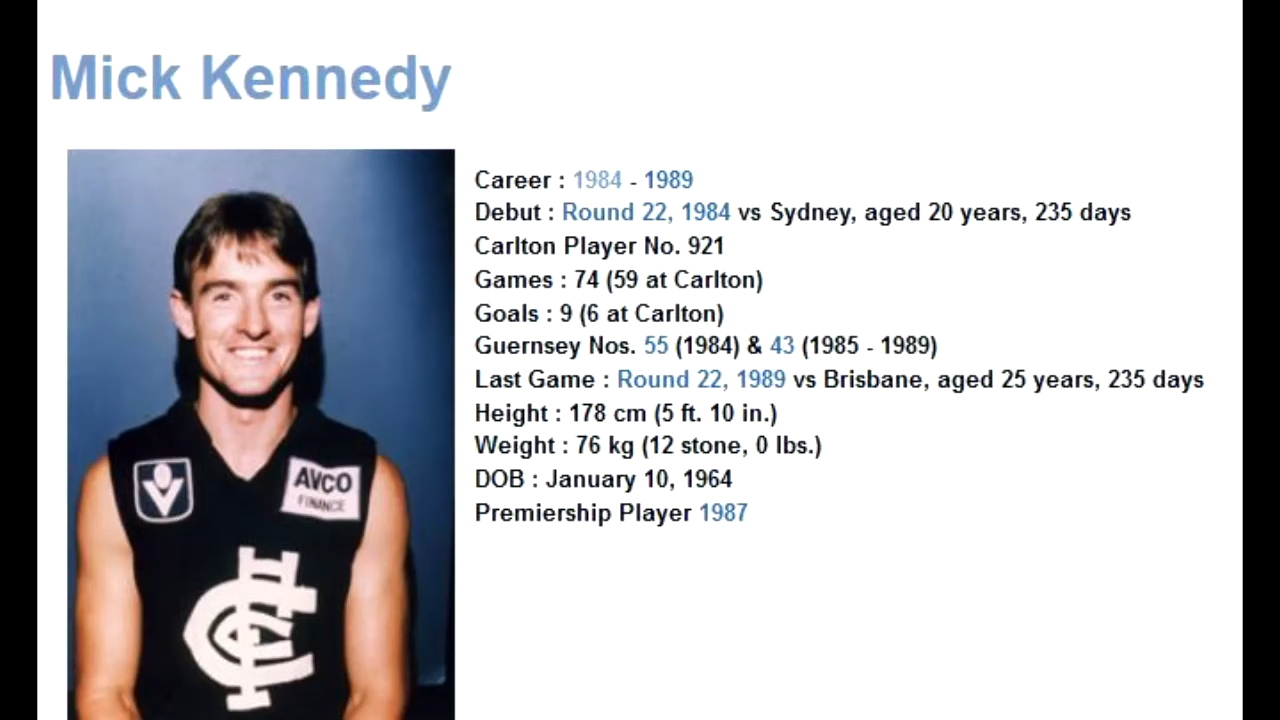 Mick Kennedy
Career : 1984 - 1989
Debut : Round 22, 1984 vs Sydney, aged 20 years, 235 days
Carlton Player No. 921
Games : 74 (59 at Carlton)
Goals : 9 (6 at Carlton)
Guernsey Nos. 55 (1984) & 43 (1985 - 1989)
Last Game : Round 22, 1989 vs Brisbane, aged 25 years, 235 days
Height : 178 cm (5 ft. 10 in.)
Weight : 76 kg (12 stone, 0 lbs.)
DOB : January 10, 1964
Premiership Player 1987
AVCO
FINANCE
CFC